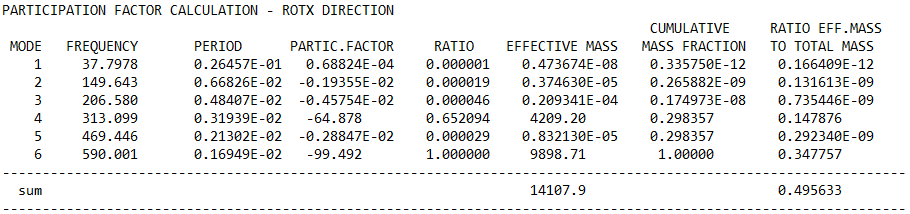 PARTICIPATION FACTOR CALCULATION - ROTX DIRECTION
CUMULATIVE RATIO EFF.MASS
MODE FREQUENCY PERIOD PARTIC.FACTOR RATIO EFFECTIVE MASS MASS FRACTION TO TOTAL MASS
1 37.7978 0.26457E-01 0.68824E-04 0.000001 0.473674E-08 0.335750E-12 0.166409E-12
2 149.643 0.66826E-02 -0.19355E-02 0.000019 0.374630E-05 0.265882E-09 0.131613E-09
3 206.580 0.48407E-02 -0.45754E-02 0.000046 0.209341E-04 0.174973E-08 0.735446E-09
4 313.099 0.31939E-02 -64.878 0.652094 4209.20 0.298357 0.147876
5 469.446 0.21302E-02 -0.28847E-02 0.000029 0.832130E-05 0.298357 0.292340E-09
6 590.001 0.16949E-02 -99.492 1.000000 9898.71 1.00000 0.347757
-----------------------------------------------------------------------------------------------------------------
sum 14107.9 0.495633
-----------------------------------------------------------------------------------------------------------------